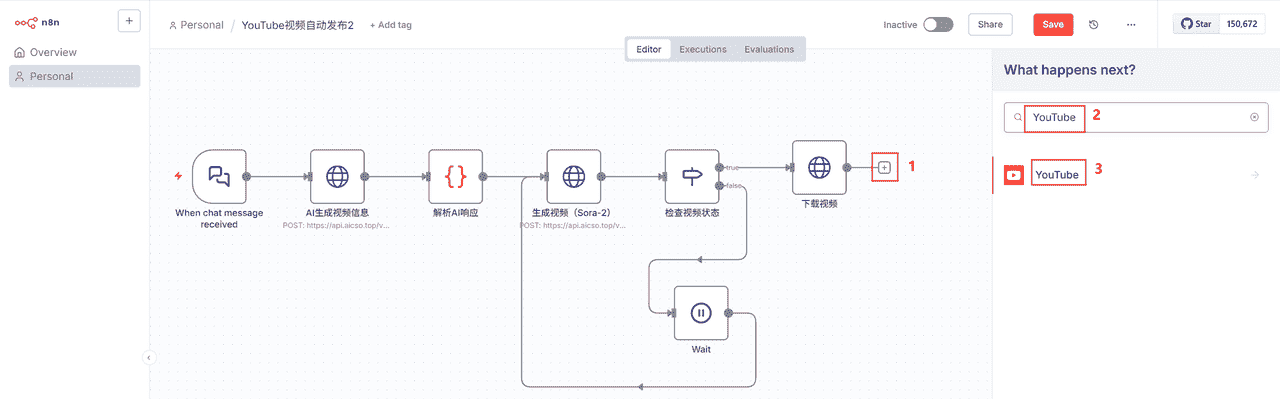 n8n
+
Overview
Personal
Personal / YouTube视频自动发布2 + Add tag
Inactive
Share
Save
...
Star 150,672
Editor Executions Evaluations
What happens next?
YouTube 2
YouTube 3
1
true
false
When chat message
received
AI生成视频信息
POST: https://api.aicso.top/v...
解析AI响应
生成视频（Sora-2）
POST: https://api.aicso.top/v...
检查视频状态
下载视频
Wait